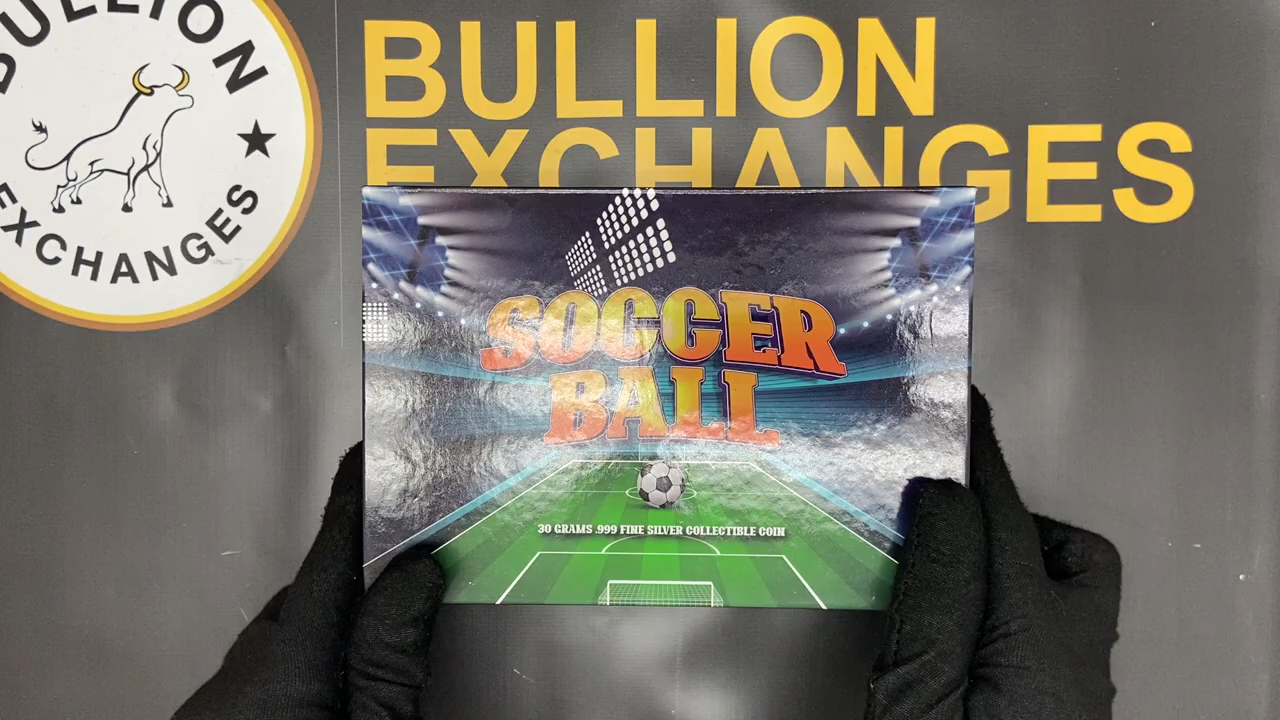 BULLION
EXCHANGES
BULLION
EXCHANGES
SOCCER
BALL
30 GRAMS .999 FINE SILVER COLLECTIBLE COIN